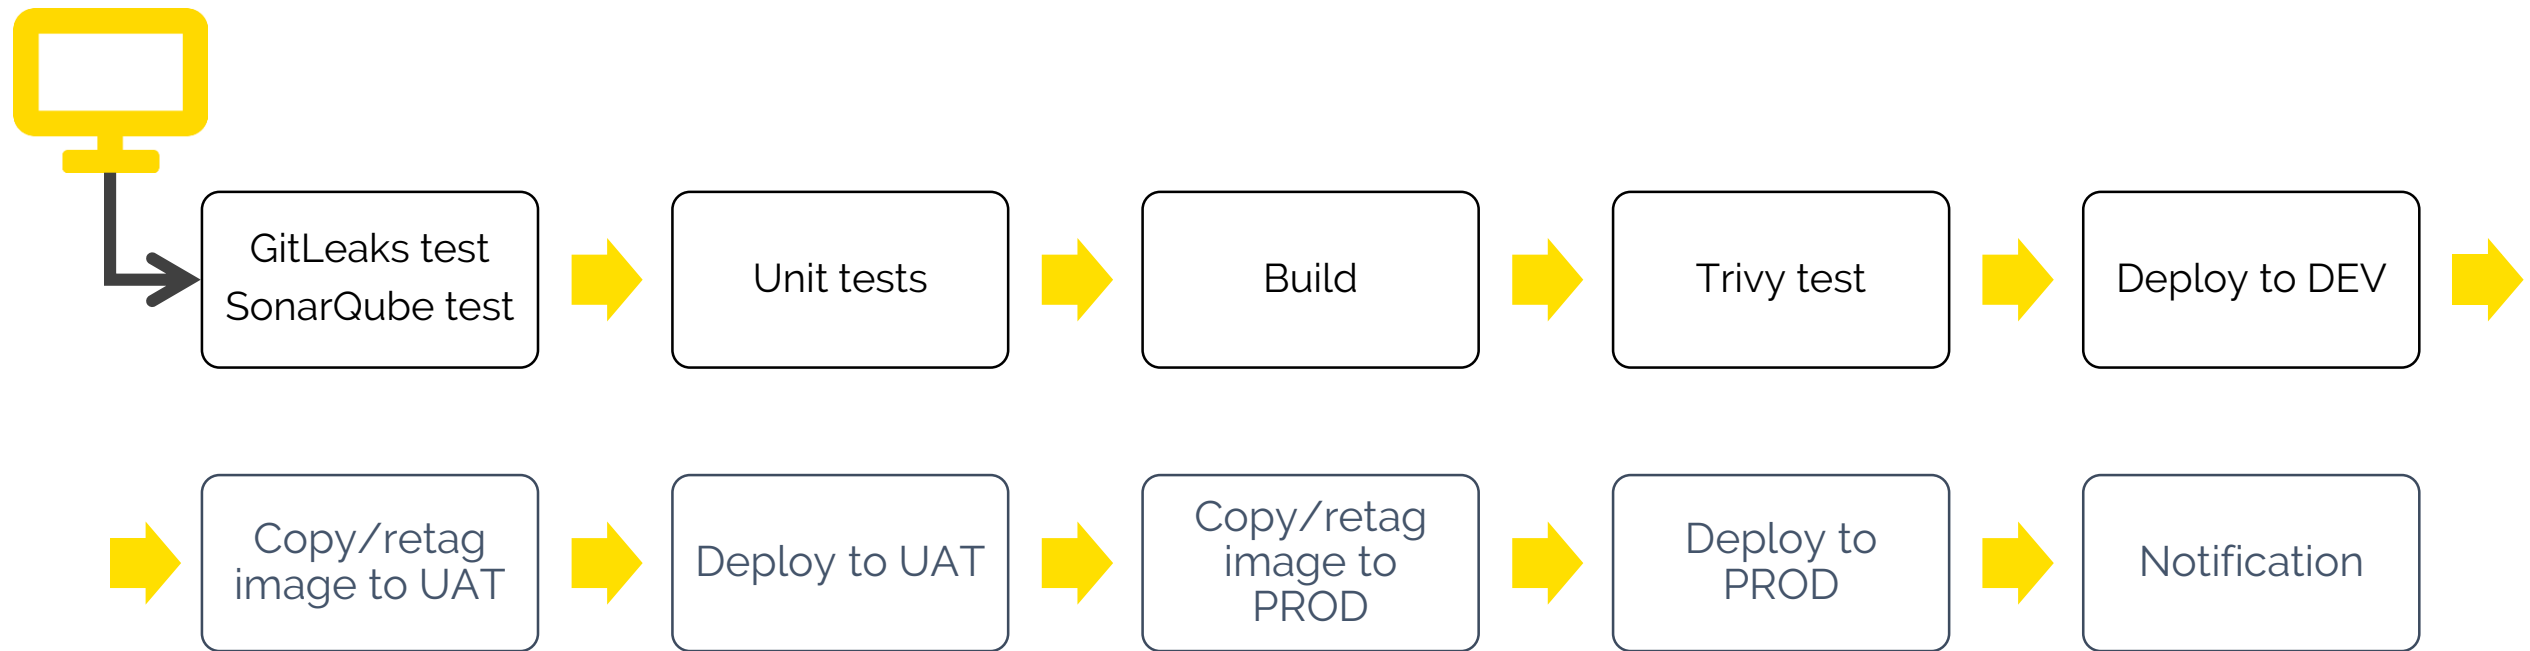 GitLeaks test
SonarQube test
Unit tests
Build
Trivy test
Deploy to DEV
Copy/retag
image to UAT
Deploy to UAT
Copy/retag
image to
PROD
Deploy to
PROD
Notification